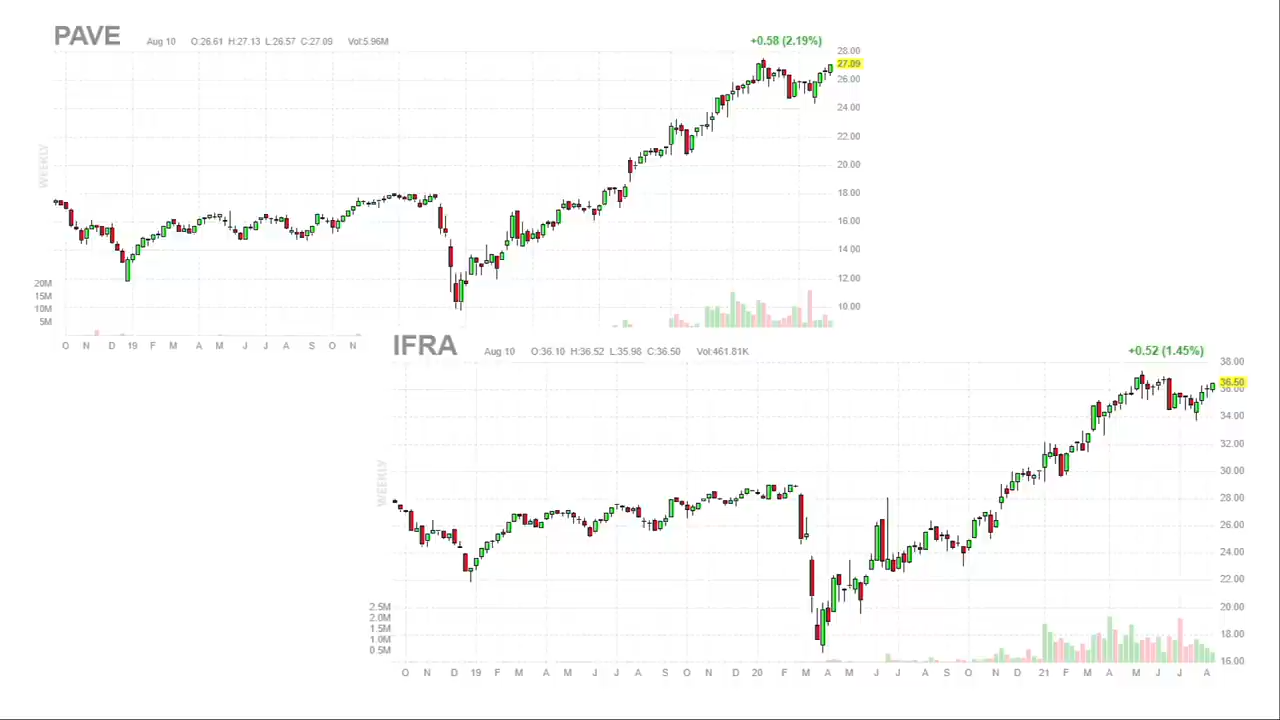 PAVE Aug 10 O:26.61 H:27.13 L:26.57 C:27.09 Vol:5.96M +0.58 (2.19%)
28.00
27.09
26.00
24.00
22.00
20.00
18.00
16.00
14.00
12.00
10.00
WEEKLY
20M
15M
10M
5M
O N D 19 F M A M J J A S O N
IFRA Aug 10 O:36.10 H:36.52 L:35.98 C:36.50 Vol:461.81K +0.52 (1.45%)
38.00
36.50
36.00
34.00
32.00
30.00
28.00
26.00
24.00
22.00
20.00
18.00
16.00
WEEKLY
2.5M
2.0M
1.5M
1.0M
0.5M
O N D 19 F M A M J J A S O N D 20 F M A M J J A S O N D 21 F M A M J J A